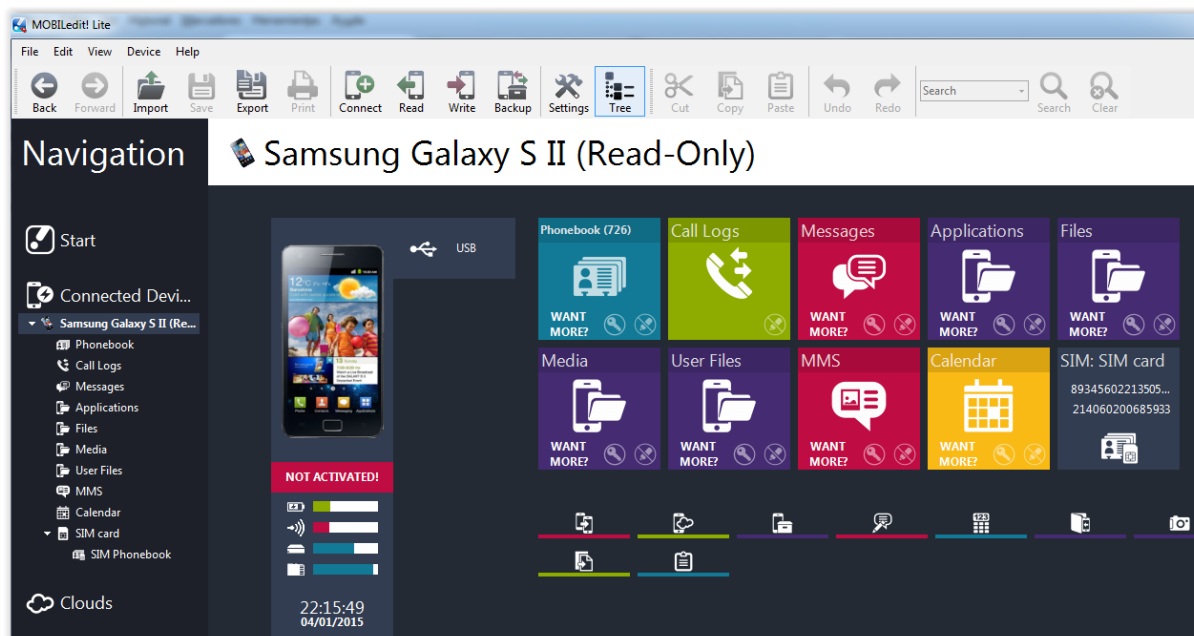 MOBILedit! Lite
File Edit View Device Help
Back Forward Import Save Export Print Connect Read Write Backup Settings Tree Cut Copy Paste Undo Redo Search Search Clear
Navigation
Samsung Galaxy S II (Read-Only)
Start
Connected Devi...
Samsung Galaxy S II (Re...
Phonebook
Call Logs
Messages
Applications
Files
Media
User Files
MMS
Calendar
SIM card
SIM Phonebook
Clouds
USB
NOT ACTIVATED!
22:15:49
04/01/2015
Phonebook (726) Call Logs Messages Applications Files
WANT WANT WANT WANT
MORE? MORE? MORE? MORE?
Media User Files MMS Calendar SIM: SIM card
89345602213505...
214060200685933
WANT WANT WANT WANT
MORE? MORE? MORE? MORE?
123